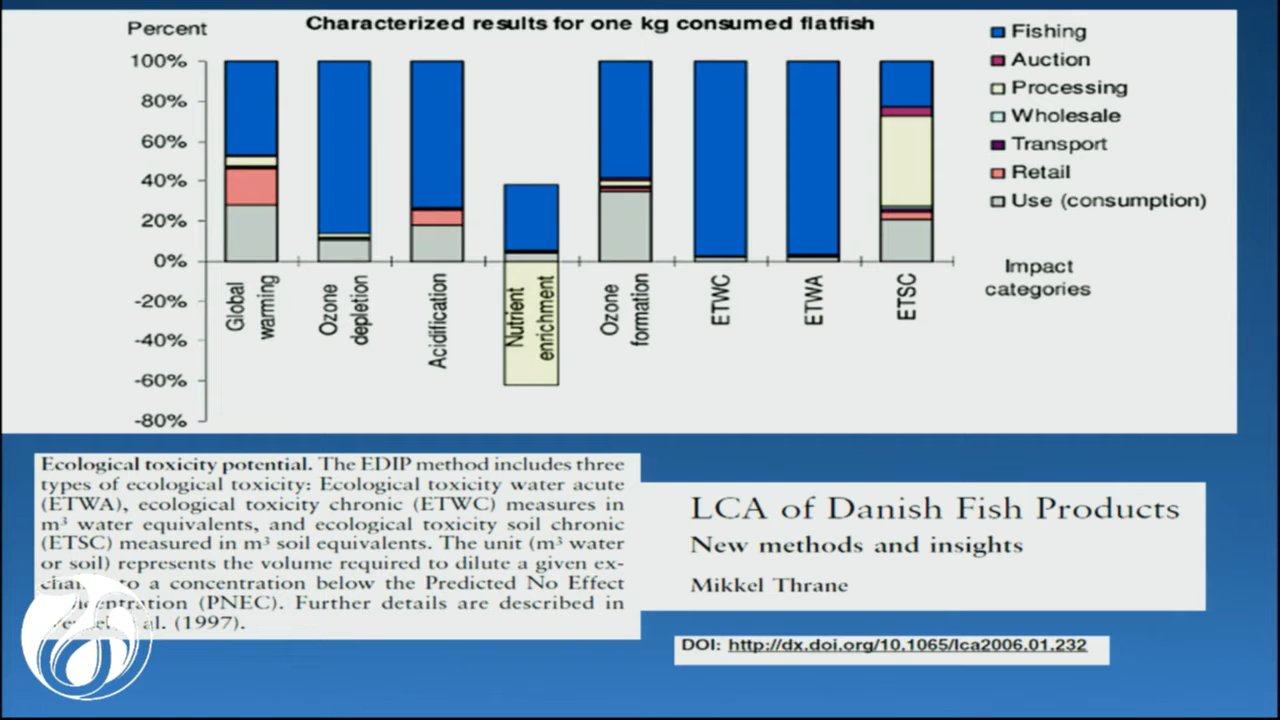 Characterized results for one kg consumed flatfish
Percent
100%
80%
60%
40%
20%
0%
-20%
-40%
-60%
-80%
Global
warming
Ozone
depletion
Acidification
Nutrient
enrichment
Ozone
formation
ETWC
ETWA
ETSC
Impact
categories
Fishing
Auction
Processing
Wholesale
Transport
Retail
Use (consumption)
Ecological toxicity potential. The EDIP method includes three
types of ecological toxicity: Ecological toxicity water acute
(ETWA), ecological toxicity chronic (ETWC) measures in
m³ water equivalents, and ecological toxicity soil chronic
(ETSC) measured in m³ soil equivalents. The unit (m³ water
or soil) represents the volume required to dilute a given ex-
to a concentration below the Predicted No Effect
(PNEC). Further details are described in
al. (1997).
LCA of Danish Fish Products
New methods and insights
Mikkel Thrane
DOI: http://dx.doi.org/10.1065/lca2006.01.232